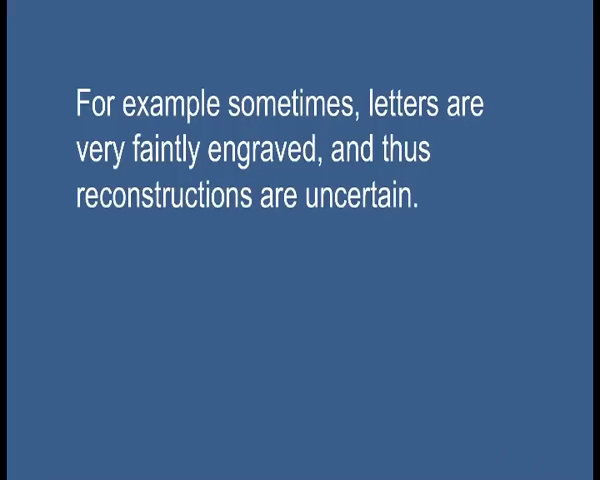 For example sometimes, letters are
very faintly engraved, and thus
reconstructions are uncertain.